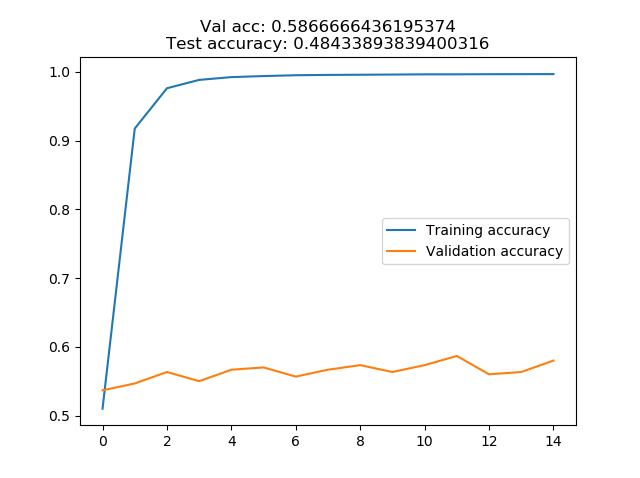 Val acc: 0.5866666436195374
Test accuracy: 0.48433893839400316
1.0
0.9
0.8
0.7
0.6
0.5
Training accuracy
Validation accuracy
0 2 4 6 8 10 12 14